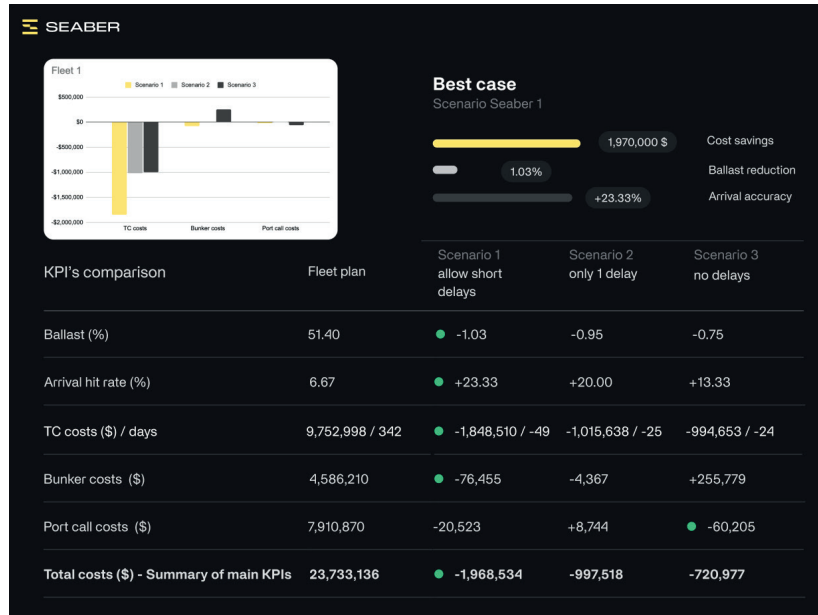 SEABER
Fleet 1
Scenario 1 Scenario 2 Scenario 3
$500,000
$0
-$500,000
-$1,000,000
-$1,500,000
-$2,000,000
TC costs Bunker costs Port call costs
Best case
Scenario Seaber 1
1,970,000 $ Cost savings
1.03% Ballast reduction
+23.33% Arrival accuracy
KPI's comparison Fleet plan Scenario 1 Scenario 2 Scenario 3
allow short only 1 delay no delays
delays
Ballast (%) 51.40 -1.03 -0.95 -0.75
Arrival hit rate (%) 6.67 +23.33 +20.00 +13.33
TC costs ($) / days 9,752,998 / 342 -1,848,510 / -49 -1,015,638 / -25 -994,653 / -24
Bunker costs ($) 4,586,210 -76,455 -4,367 +255,779
Port call costs ($) 7,910,870 -20,523 +8,744 -60,205
Total costs ($) - Summary of main KPIs 23,733,136 -1,968,534 -997,518 -720,977